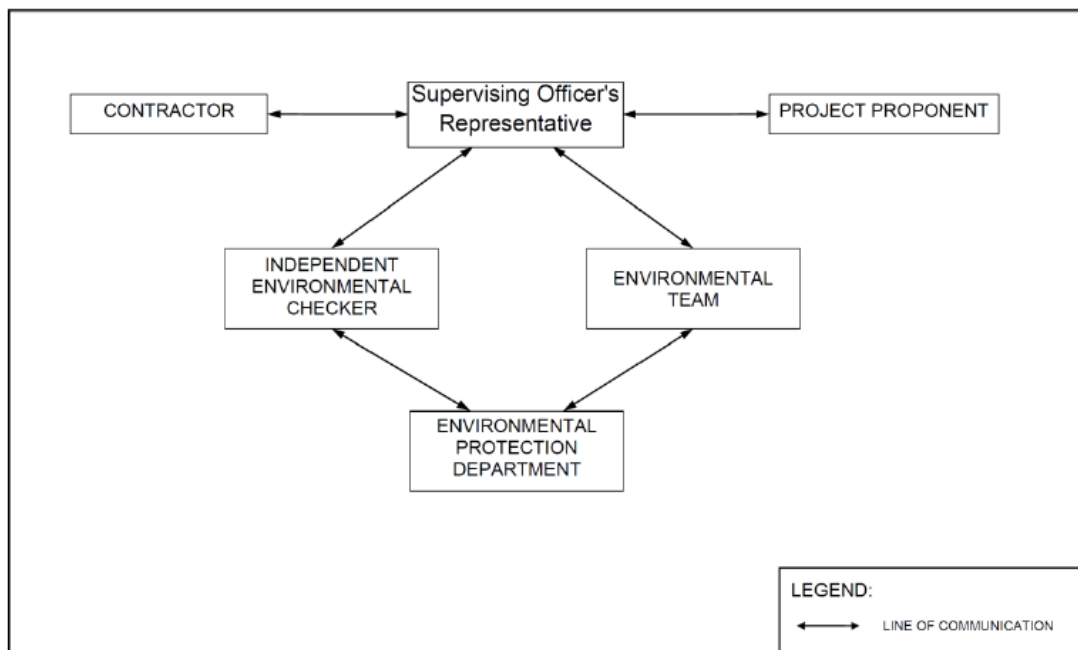 CONTRACTOR
Supervising Officer's
Representative
PROJECT PROPONENT
INDEPENDENT
ENVIRONMENTAL
CHECKER
ENVIRONMENTAL
TEAM
ENVIRONMENTAL
PROTECTION
DEPARTMENT
LEGEND:
LINE OF COMMUNICATION